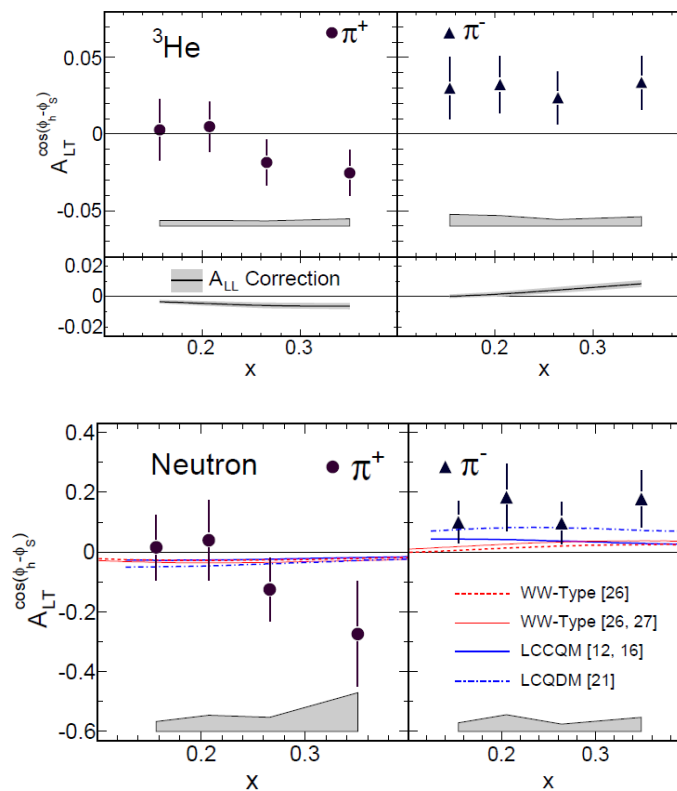 ³He
π⁺
π⁻
0.05
0
-0.05
A_LT^cos(ϕ_h-ϕ_S)
A_LL Correction
0.02
0
-0.02
0.2
0.3
0.2
0.3
x
x
Neutron
π⁺
π⁻
0.4
0.2
0
-0.2
-0.4
-0.6
A_LT^cos(ϕ_h-ϕ_S)
WW-Type [26]
WW-Type [26, 27]
LCCQM [12, 16]
LCQDM [21]
0.2
0.3
0.2
0.3
x
x